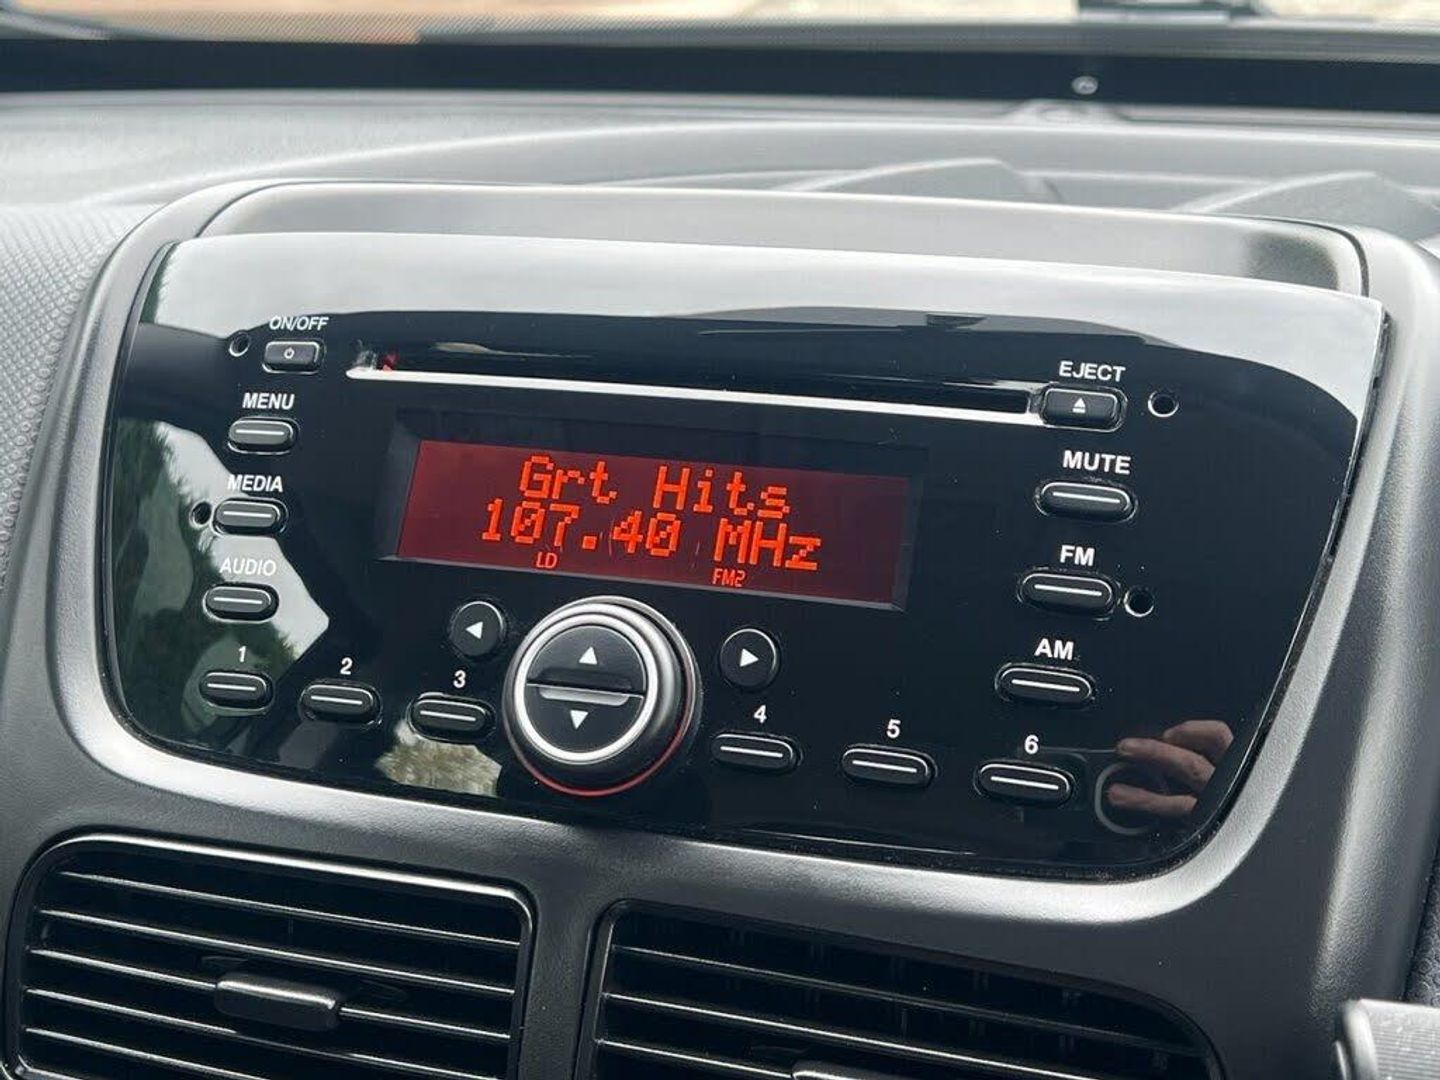 ON/OFF
EJECT
MENU
MUTE
Grt Hits
107.40 MHz
LD FM2
MEDIA
FM
AUDIO
AM
1 2 3 4 5 6